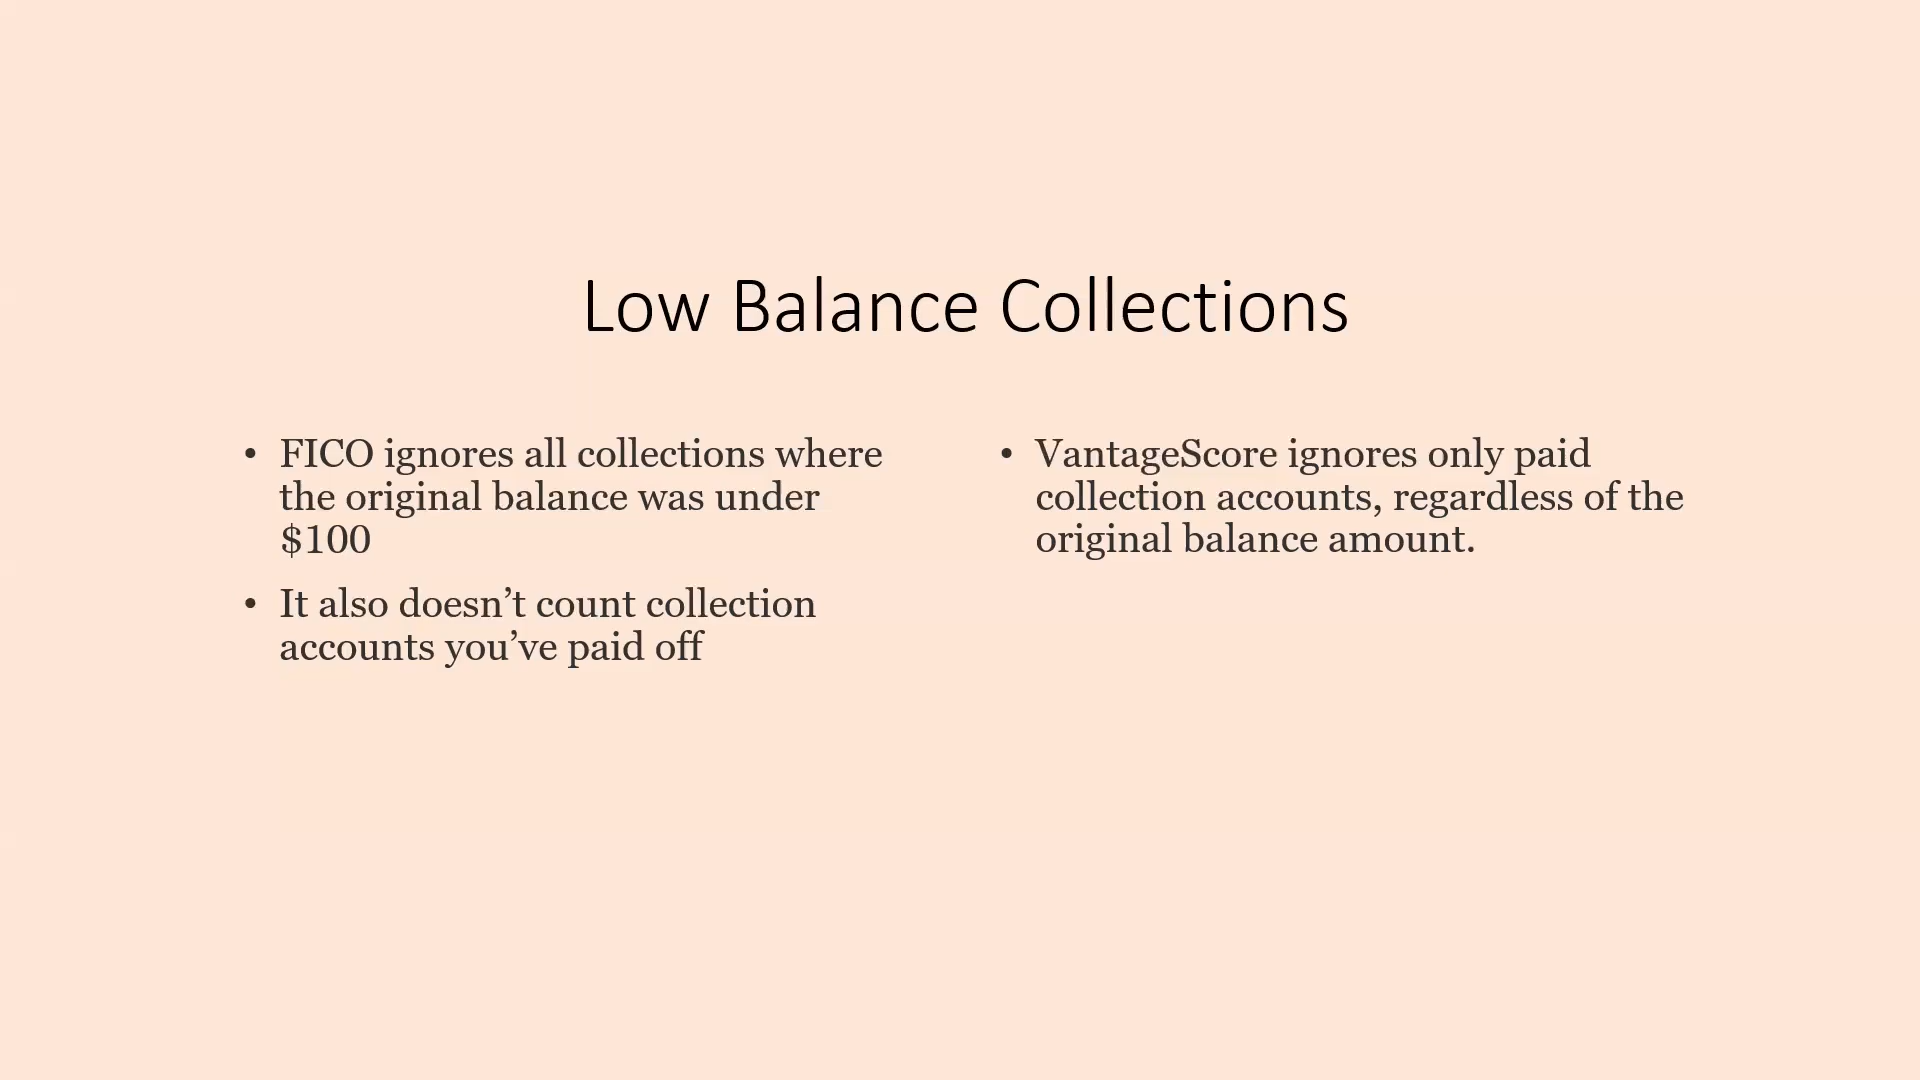 Low Balance Collections
• FICO ignores all collections where
the original balance was under
$100
• It also doesn’t count collection
accounts you’ve paid off
• VantageScore ignores only paid
collection accounts, regardless of the
original balance amount.